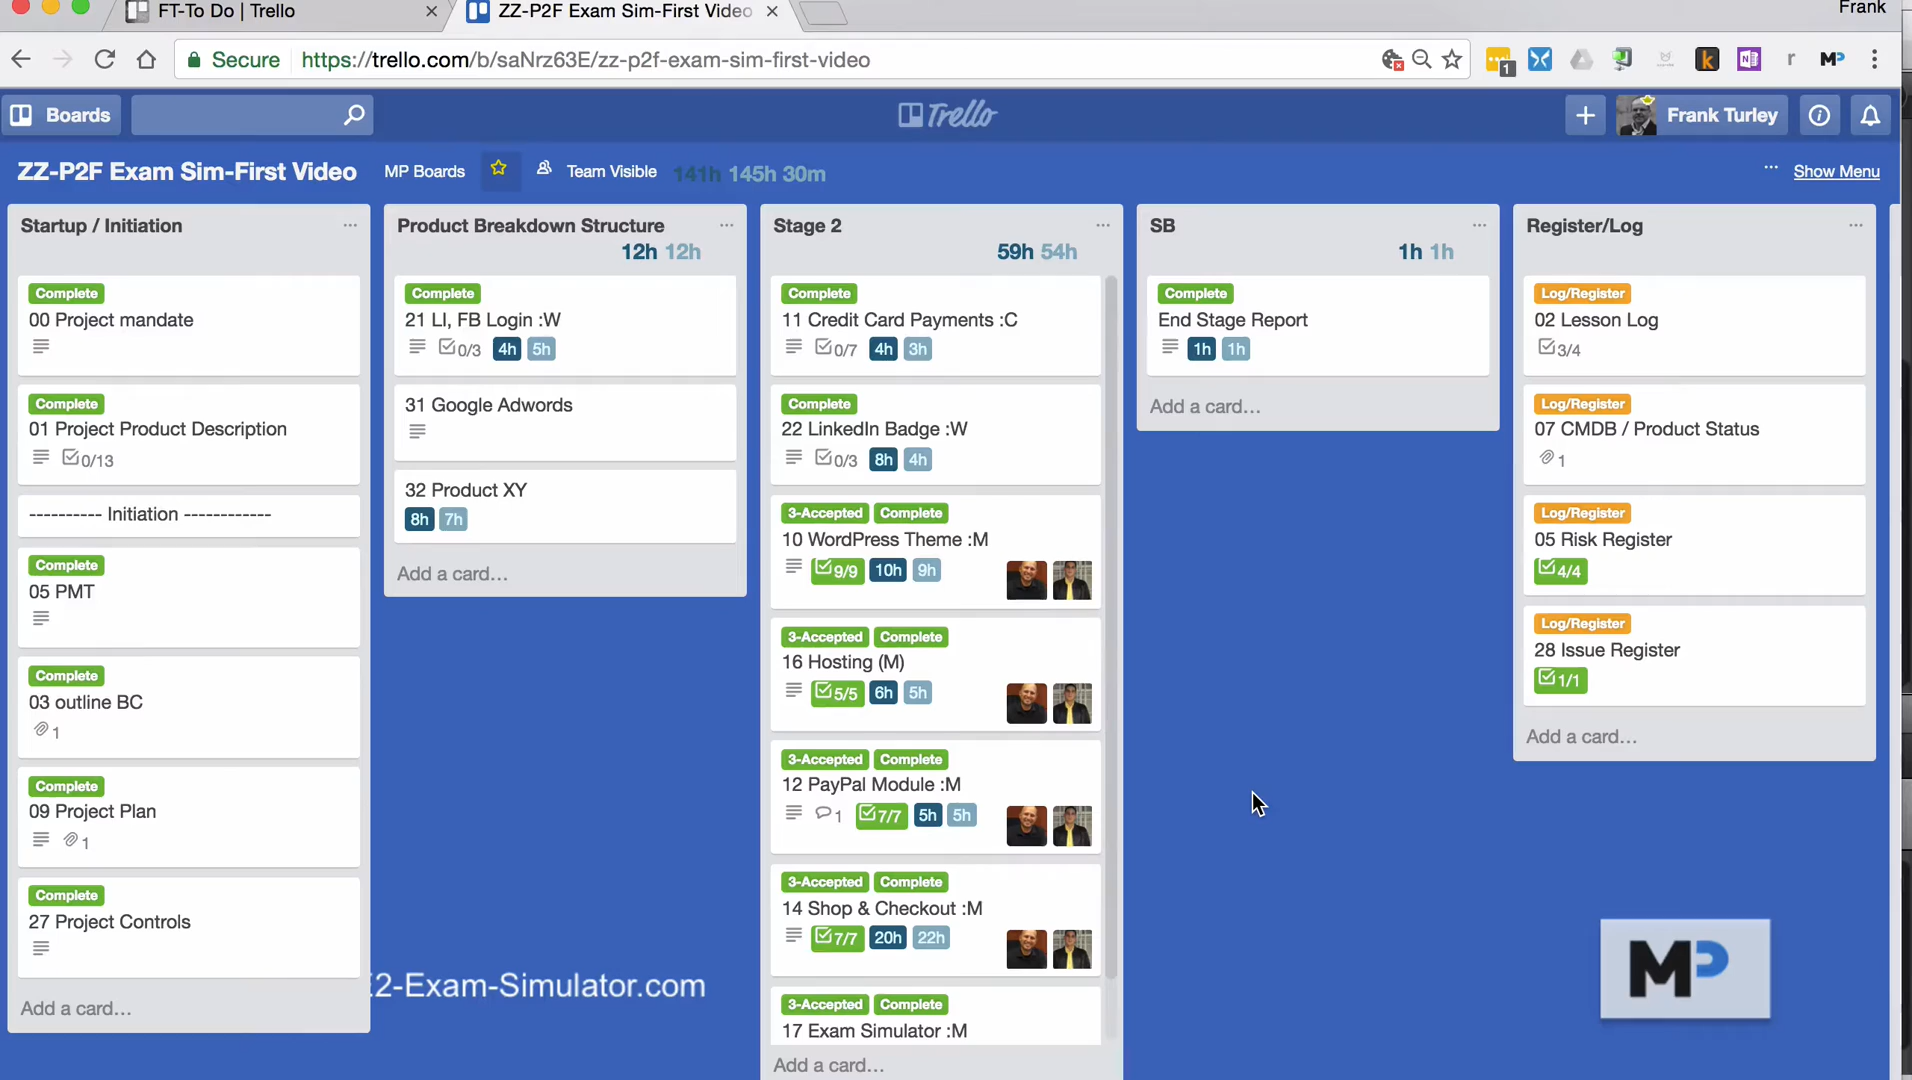 FT-To Do | Trello
ZZ-P2F Exam Sim-First Video
Frank
Secure
https://trello.com/b/saNrz63E/zz-p2f-exam-sim-first-video
1
k
N
r
MP
Boards
Trello
Frank Turley
ZZ-P2F Exam Sim-First Video
MP Boards
Team Visible
141h 145h 30m
Show Menu
Startup / Initiation
Complete
00 Project mandate
Complete
01 Project Product Description
0/13
---------- Initiation ------------
Complete
05 PMT
Complete
03 outline BC
1
Complete
09 Project Plan
1
Complete
27 Project Controls
Add a card...
Product Breakdown Structure
12h 12h
Complete
21 LI, FB Login :W
0/3 4h 5h
31 Google Adwords
32 Product XY
8h 7h
Add a card...
E2-Exam-Simulator.com
Stage 2
59h 54h
Complete
11 Credit Card Payments :C
0/7 4h 3h
Complete
22 LinkedIn Badge :W
0/3 8h 4h
3-Accepted Complete
10 WordPress Theme :M
9/9 10h 9h
3-Accepted Complete
16 Hosting (M)
5/5 6h 5h
3-Accepted Complete
12 PayPal Module :M
1 7/7 5h 5h
3-Accepted Complete
14 Shop & Checkout :M
7/7 20h 22h
3-Accepted Complete
17 Exam Simulator :M
Add a card...
SB
1h 1h
Complete
End Stage Report
1h 1h
Add a card...
Register/Log
Log/Register
02 Lesson Log
3/4
Log/Register
07 CMDB / Product Status
1
Log/Register
05 Risk Register
4/4
Log/Register
28 Issue Register
1/1
Add a card...
MP